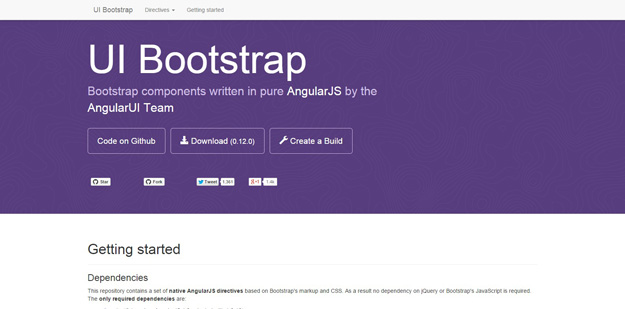 UI Bootstrap Directives Getting started
UI Bootstrap
Bootstrap components written in pure AngularJS by the
AngularUI Team
Code on Github Download (0.12.0) Create a Build
Star Fork Tweet 1,361 +1 1.4k
Getting started
Dependencies
This repository contains a set of native AngularJS directives based on Bootstrap's markup and CSS. As a result no dependency on jQuery or Bootstrap's JavaScript is required.
The only required dependencies are: